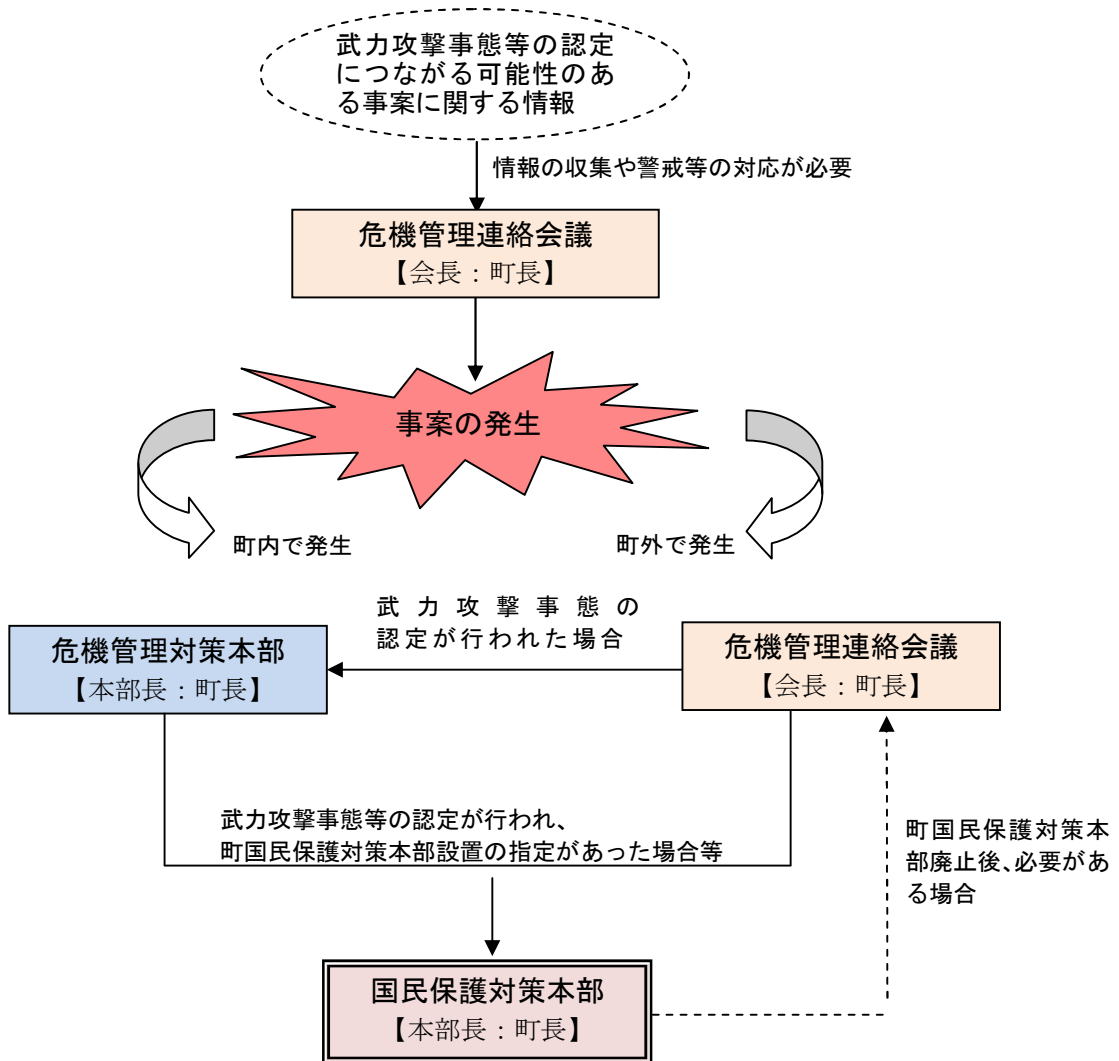 武力攻撃事態等の認定
につながる可能性のあ
る事案に関する情報
情報の収集や警戒等の対応が必要
危機管理連絡会議
【会長：町長】
事案の発生
町内で発生
町外で発生
武力攻撃事態の
認定が行われた場合
危機管理対策本部
【本部長：町長】
危機管理連絡会議
【会長：町長】
武力攻撃事態等の認定が行われ、
町国民保護対策本部設置の指定があった場合等
町国民保護対策本
部廃止後、必要があ
る場合
国民保護対策本部
【本部長：町長】